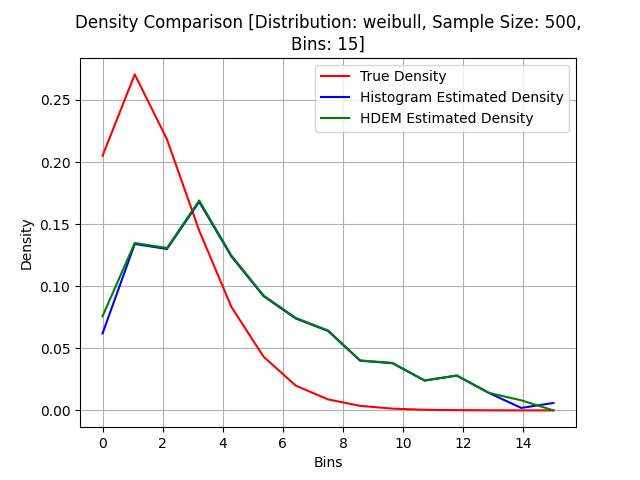 Density Comparison [Distribution: weibull, Sample Size: 500,
Bins: 15]
True Density
Histogram Estimated Density
HDEM Estimated Density
Density
0.25
0.20
0.15
0.10
0.05
0.00
0 2 4 6 8 10 12 14
Bins